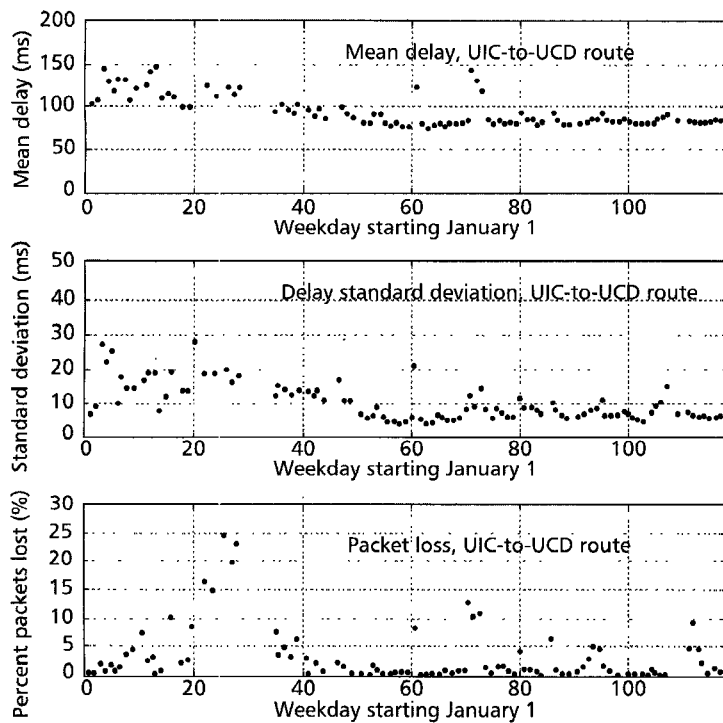 200
Mean delay, UIC-to-UCD route
150
100
50
0
Mean delay (ms)
0 20 40 60 80 100
Weekday starting January 1
50
Delay standard deviation, UIC-to-UCD route
40
30
20
10
0
Standard deviation (ms)
0 20 40 60 80 100
Weekday starting January 1
30
25
Packet loss, UIC-to-UCD route
20
15
10
5
0
Percent packets lost (%)
0 20 40 60 80 100
Weekday starting January 1